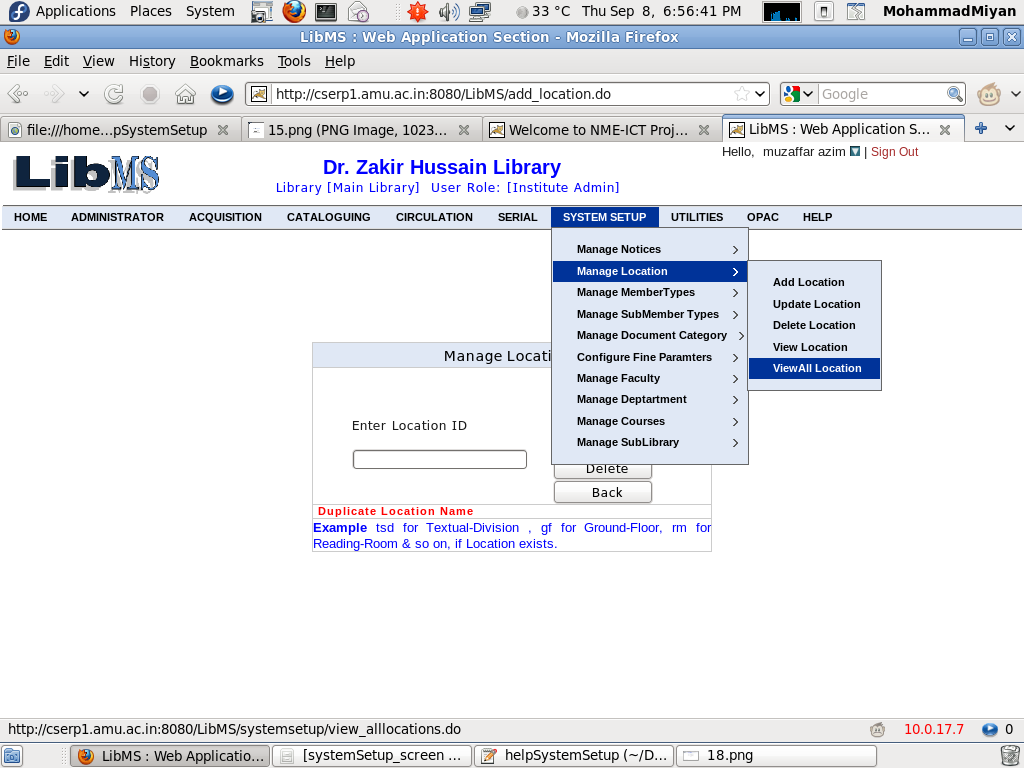 Applications Places System 33 °C Thu Sep 8, 6:56:41 PM MohammadMiyan
LibMS : Web Application Section - Mozilla Firefox
File Edit View History Bookmarks Tools Help
http://cserp1.amu.ac.in:8080/LibMS/add_location.do Google
file:///home...pSystemSetup 15.png (PNG Image, 1023... Welcome to NME-ICT Proj... LibMS : Web Application S...
Hello, muzaffar azim | Sign Out
LibMS
Dr. Zakir Hussain Library
Library [Main Library] User Role: [Institute Admin]
HOME ADMINISTRATOR ACQUISITION CATALOGUING CIRCULATION SERIAL SYSTEM SETUP UTILITIES OPAC HELP
Manage Notices
Manage Location
Manage MemberTypes
Manage SubMember Types
Manage Document Category
Configure Fine Paramters
Manage Faculty
Manage Deptartment
Manage Courses
Manage SubLibrary
Add Location
Update Location
Delete Location
View Location
ViewAll Location
Manage Locati
Enter Location ID
Delete
Back
Duplicate Location Name
Example tsd for Textual-Division , gf for Ground-Floor, rm for
Reading-Room & so on, if Location exists.
http://cserp1.amu.ac.in:8080/LibMS/systemsetup/view_alllocations.do 10.0.17.7 0
LibMS : Web Applicatio... [systemSetup_screen ... helpSystemSetup (~/D... 18.png